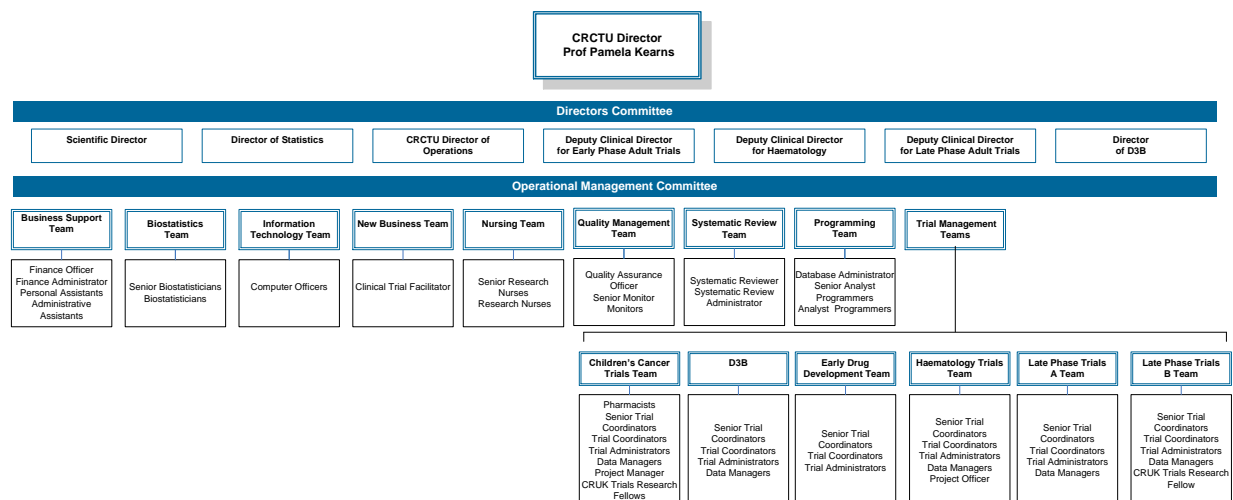 CRCTU Director
Prof Pamela Kearns
Directors Committee
Scientific Director
Director of Statistics
CRCTU Director of
Operations
Deputy Clinical Director
for Early Phase Adult Trials
Deputy Clinical Director
for Haematology
Deputy Clinical Director
for Late Phase Adult Trials
Director
of D3B
Operational Management Committee
Business Support
Team
Biostatistics
Team
Information
Technology Team
New Business Team
Nursing Team
Quality Management
Team
Systematic Review
Team
Programming
Team
Trial Management
Teams
Finance Officer
Finance Administrator
Personal Assistants
Administrative
Assistants
Senior Biostatisticians
Biostatisticians
Computer Officers
Clinical Trial Facilitator
Senior Research
Nurses
Research Nurses
Quality Assurance
Officer
Senior Monitor
Monitors
Systematic Reviewer
Systematic Review
Administrator
Database Administrator
Senior Analyst
Programmers
Analyst Programmers
Children's Cancer
Trials Team
D3B
Early Drug
Development Team
Haematology Trials
Team
Late Phase Trials
A Team
Late Phase Trials
B Team
Pharmacists
Senior Trial
Coordinators
Trial Coordinators
Trial Administrators
Data Managers
Project Manager
CRUK Trials Research
Fellows
Senior Trial
Coordinators
Trial Coordinators
Trial Administrators
Data Managers
Senior Trial
Coordinators
Trial Coordinators
Trial Administrators
Senior Trial
Coordinators
Trial Coordinators
Trial Administrators
Data Managers
Project Officer
Senior Trial
Coordinators
Trial Coordinators
Trial Administrators
Data Managers
Senior Trial
Coordinators
Trial Coordinators
Trial Administrators
Data Managers
CRUK Trials Research
Fellow